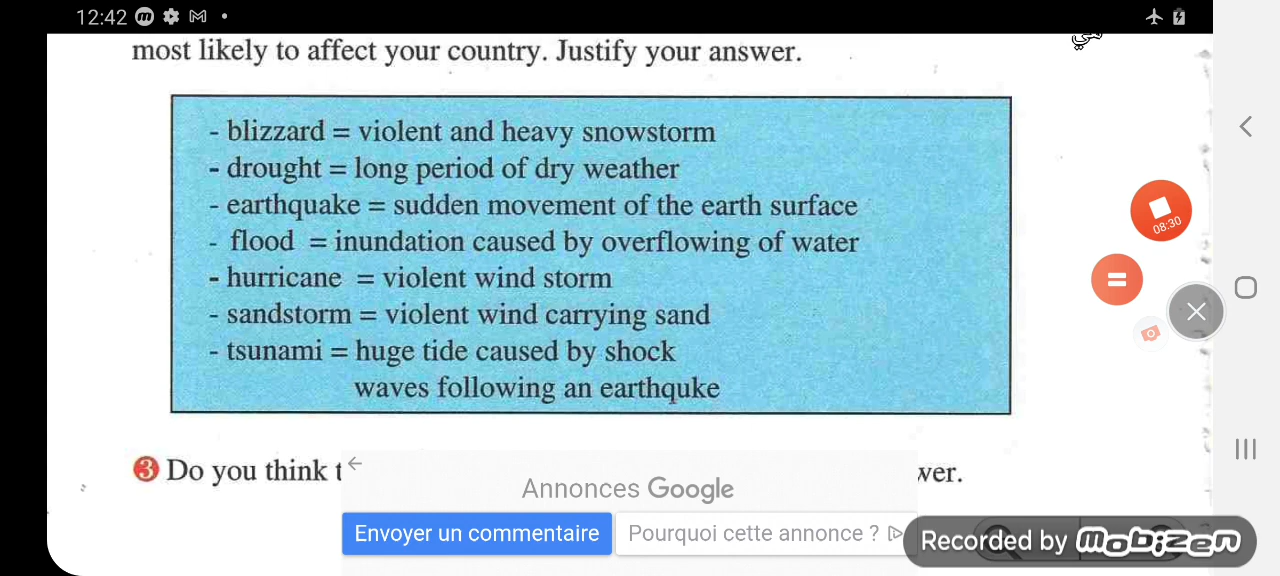 12:42
most likely to affect your country. Justify your answer.
- blizzard = violent and heavy snowstorm
- drought = long period of dry weather
- earthquake = sudden movement of the earth surface
- flood = inundation caused by overflowing of water
- hurricane = violent wind storm
- sandstorm = violent wind carrying sand
- tsunami = huge tide caused by shock
waves following an earthquke
08:30
3 Do you think
wer.
Annonces Google
Envoyer un commentaire
Pourquoi cette annonce ?
Recorded by mobizen